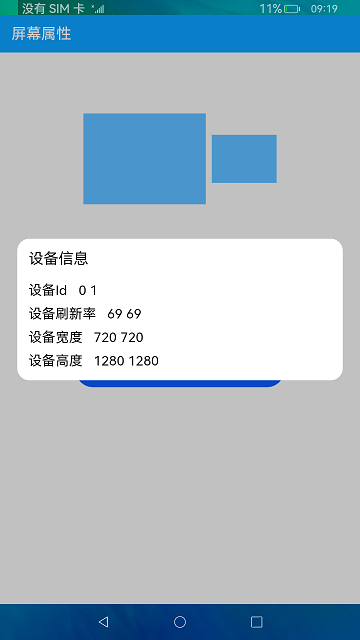 没有 SIM 卡 11% 09:19
屏幕属性
设备信息
设备Id 0 1
设备刷新率 69 69
设备宽度 720 720
设备高度 1280 1280